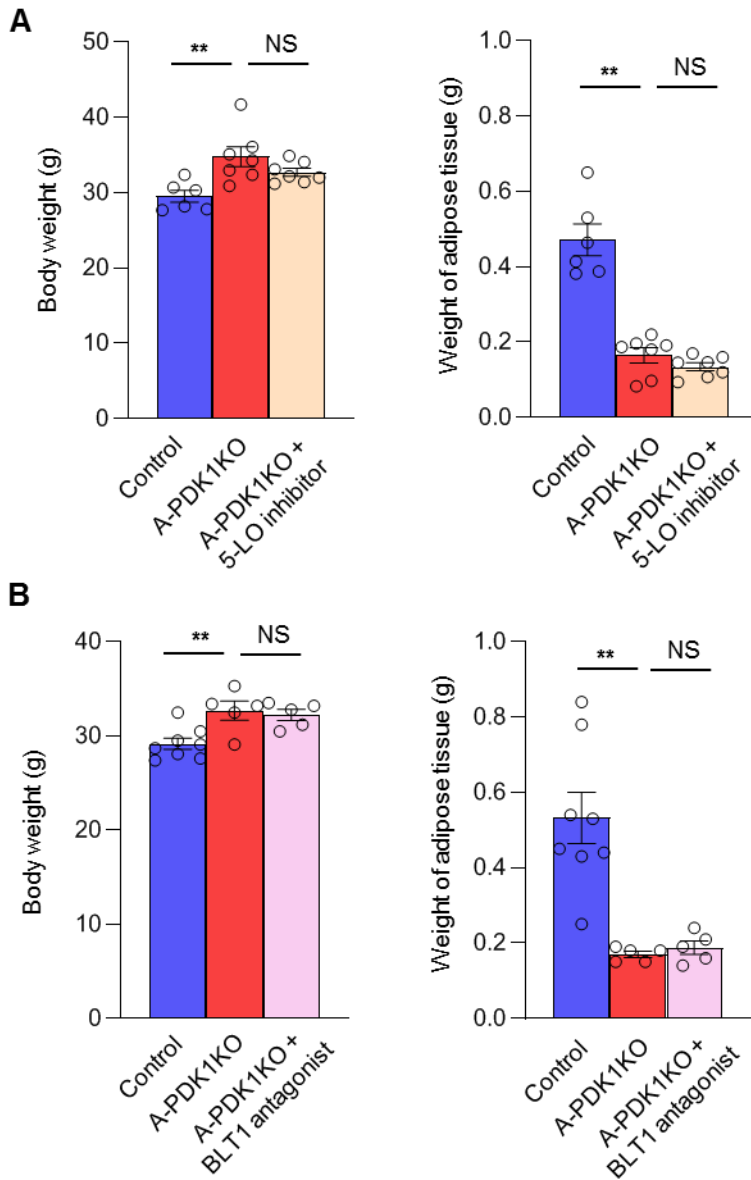 A
Body weight (g)
50
40
30
20
10
0
**
NS
Control
A-PDK1KO
A-PDK1KO +
5-LO inhibitor
Weight of adipose tissue (g)
1.0
0.8
0.6
0.4
0.2
0.0
**
NS
Control
A-PDK1KO
A-PDK1KO +
5-LO inhibitor
B
Body weight (g)
40
30
20
10
0
**
NS
Control
A-PDK1KO
A-PDK1KO +
BLT1 antagonist
Weight of adipose tissue (g)
1.0
0.8
0.6
0.4
0.2
0.0
**
NS
Control
A-PDK1KO
A-PDK1KO +
BLT1 antagonist